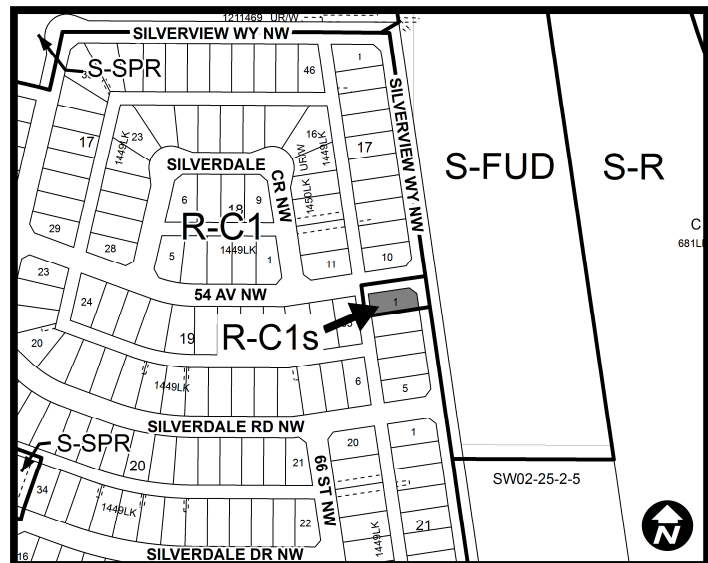 1211469 UR/W
SILVERVIEW WY NW
S-SPR
46
1
17
1449LK
23
SILVERDALE
CR NW
16
UR/W
1449LK
1450LK
17
SILVERVIEW WY NW
S-FUD
S-R
6
18
9
R-C1
1449LK
5
1
29
28
11
10
C
681LK
23
54 AV NW
24
1
19
R-C1s
20
1449LK
6
5
SILVERDALE RD NW
S-SPR
20
21
66 ST NW
20
1
SW02-25-2-5
34
1449LK
22
1449LK
21
16
SILVERDALE DR NW
N